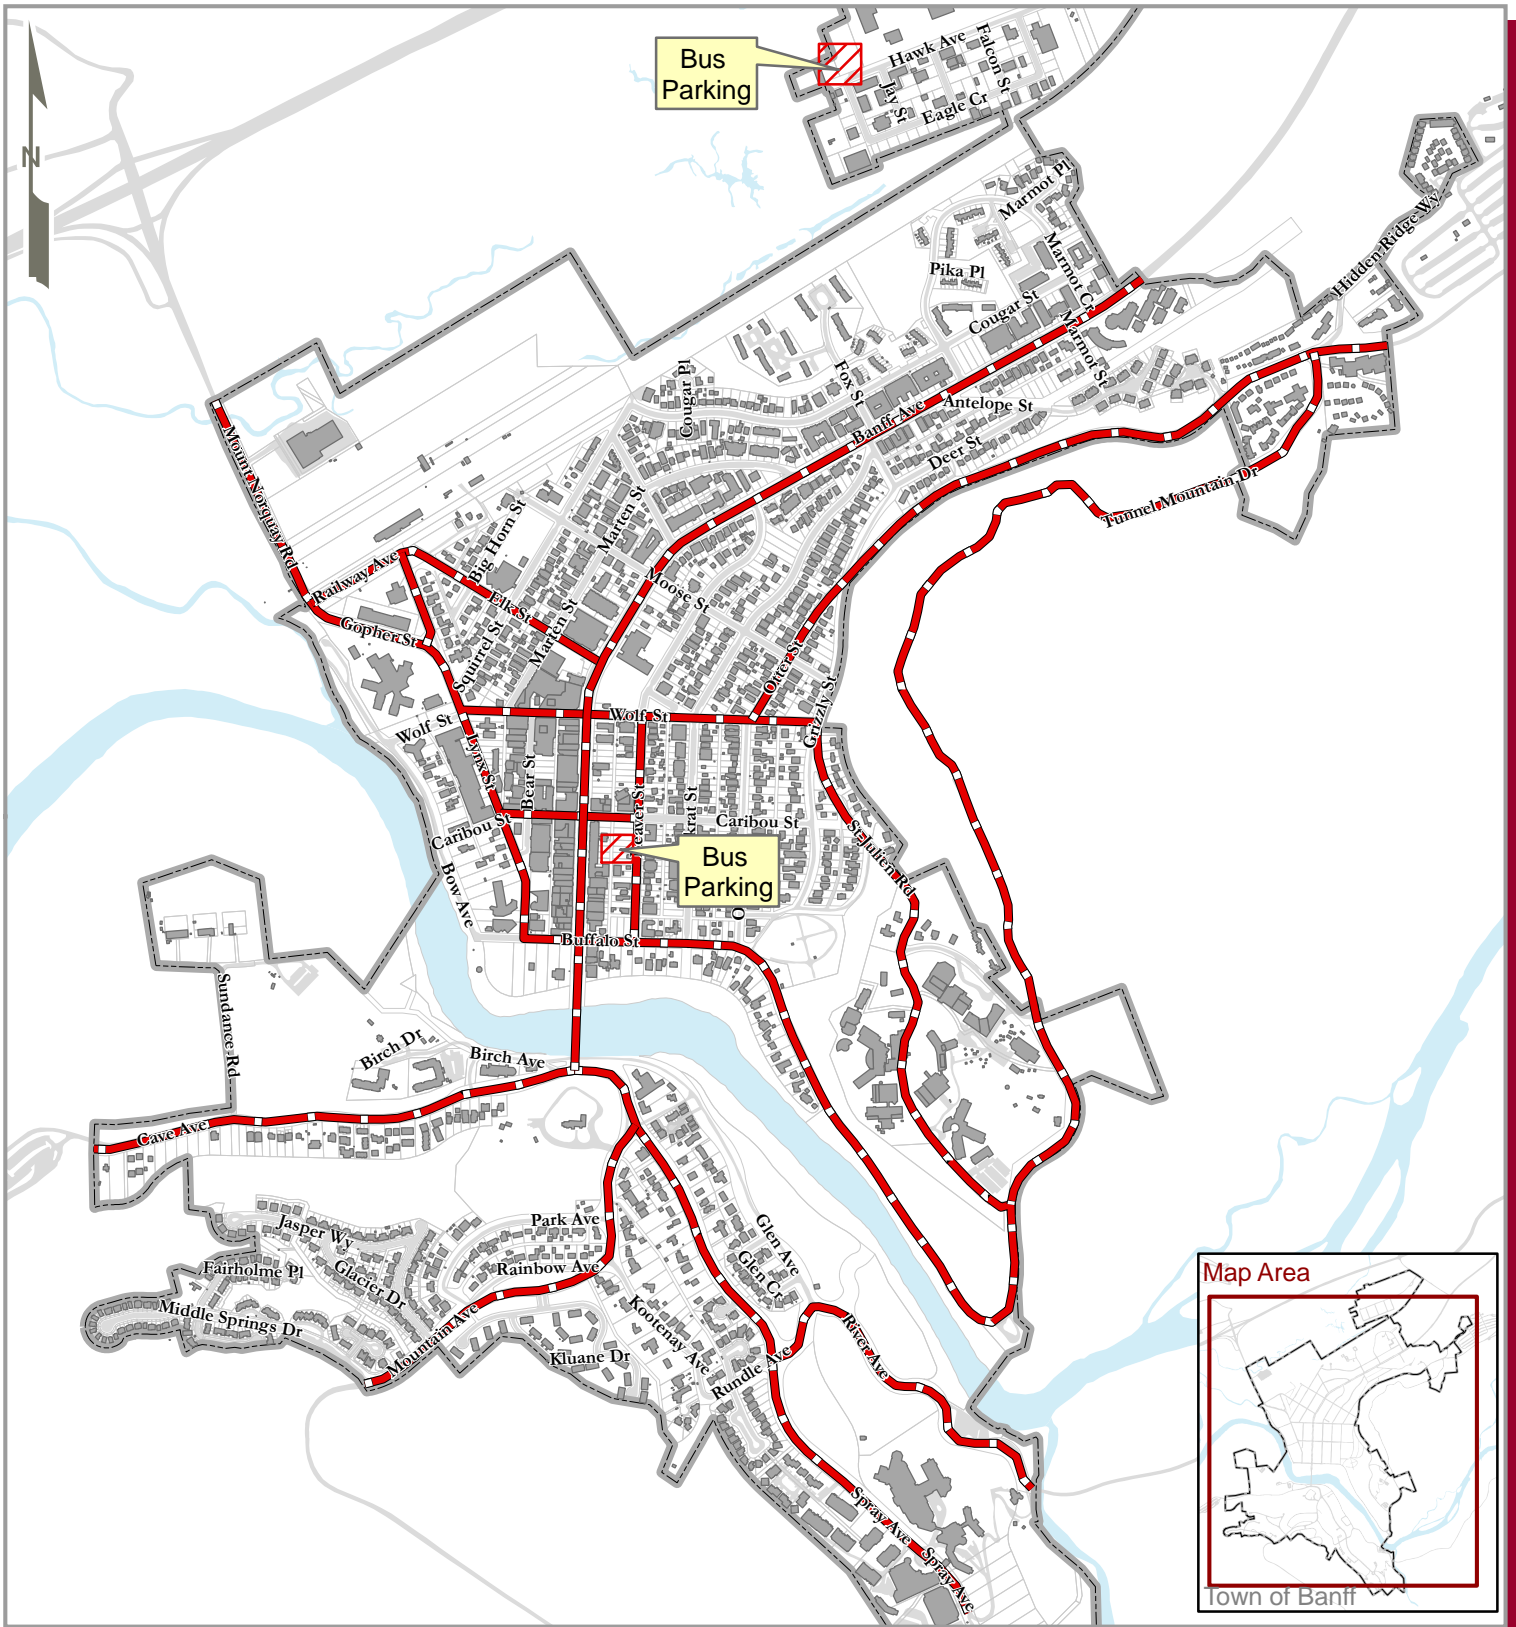 Bus
Parking
Hawk Ave
Falcon St
Jay St
Eagle Cr
N
Marmot Pl
Hidden Ridge Wy
Marmot Cr
Pika Pl
Cougar St
Marmot St
Fox St
Cougar Pl
Banff Ave
Antelope St
Deer St
Mount Norquay Rd
Tunnel Mountain Dr
Big Horn St
Marten St
Railway Ave
Elk St
Moose St
Gopher St
Squirrel St
Marten St
Otter St
Grizzly St
Wolf St
Wolf St
Lynx St
Bear St
eaver St
krat St
Caribou St
Caribou St
St Julien Rd
Bus
Parking
O
Bow Ave
Buffalo St
Sundance Rd
Birch Dr
Birch Ave
Cave Ave
Park Ave
Glen Ave
Jasper Wy
Rainbow Ave
Glen Cr
Fairholme Pl
Glacier Dr
Middle Springs Dr
Mountain Ave
Kootenay Ave
River Ave
Kluane Dr
Rundle Ave
Spray Ave
Spray Ave
Map Area
Town of Banff